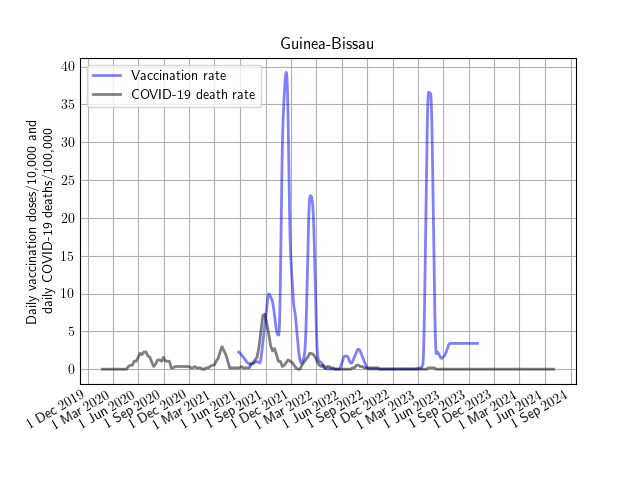 Guinea-Bissau
Vaccination rate
COVID-19 death rate
Daily vaccination doses/10,000 and
daily COVID-19 deaths/100,000
40
35
30
25
20
15
10
5
0
1 Dec 2019
1 Mar 2020
1 Jun 2020
1 Sep 2020
1 Dec 2020
1 Mar 2021
1 Jun 2021
1 Sep 2021
1 Dec 2021
1 Mar 2022
1 Jun 2022
1 Sep 2022
1 Dec 2022
1 Mar 2023
1 Jun 2023
1 Sep 2023
1 Dec 2023
1 Mar 2024
1 Jun 2024
1 Sep 2024